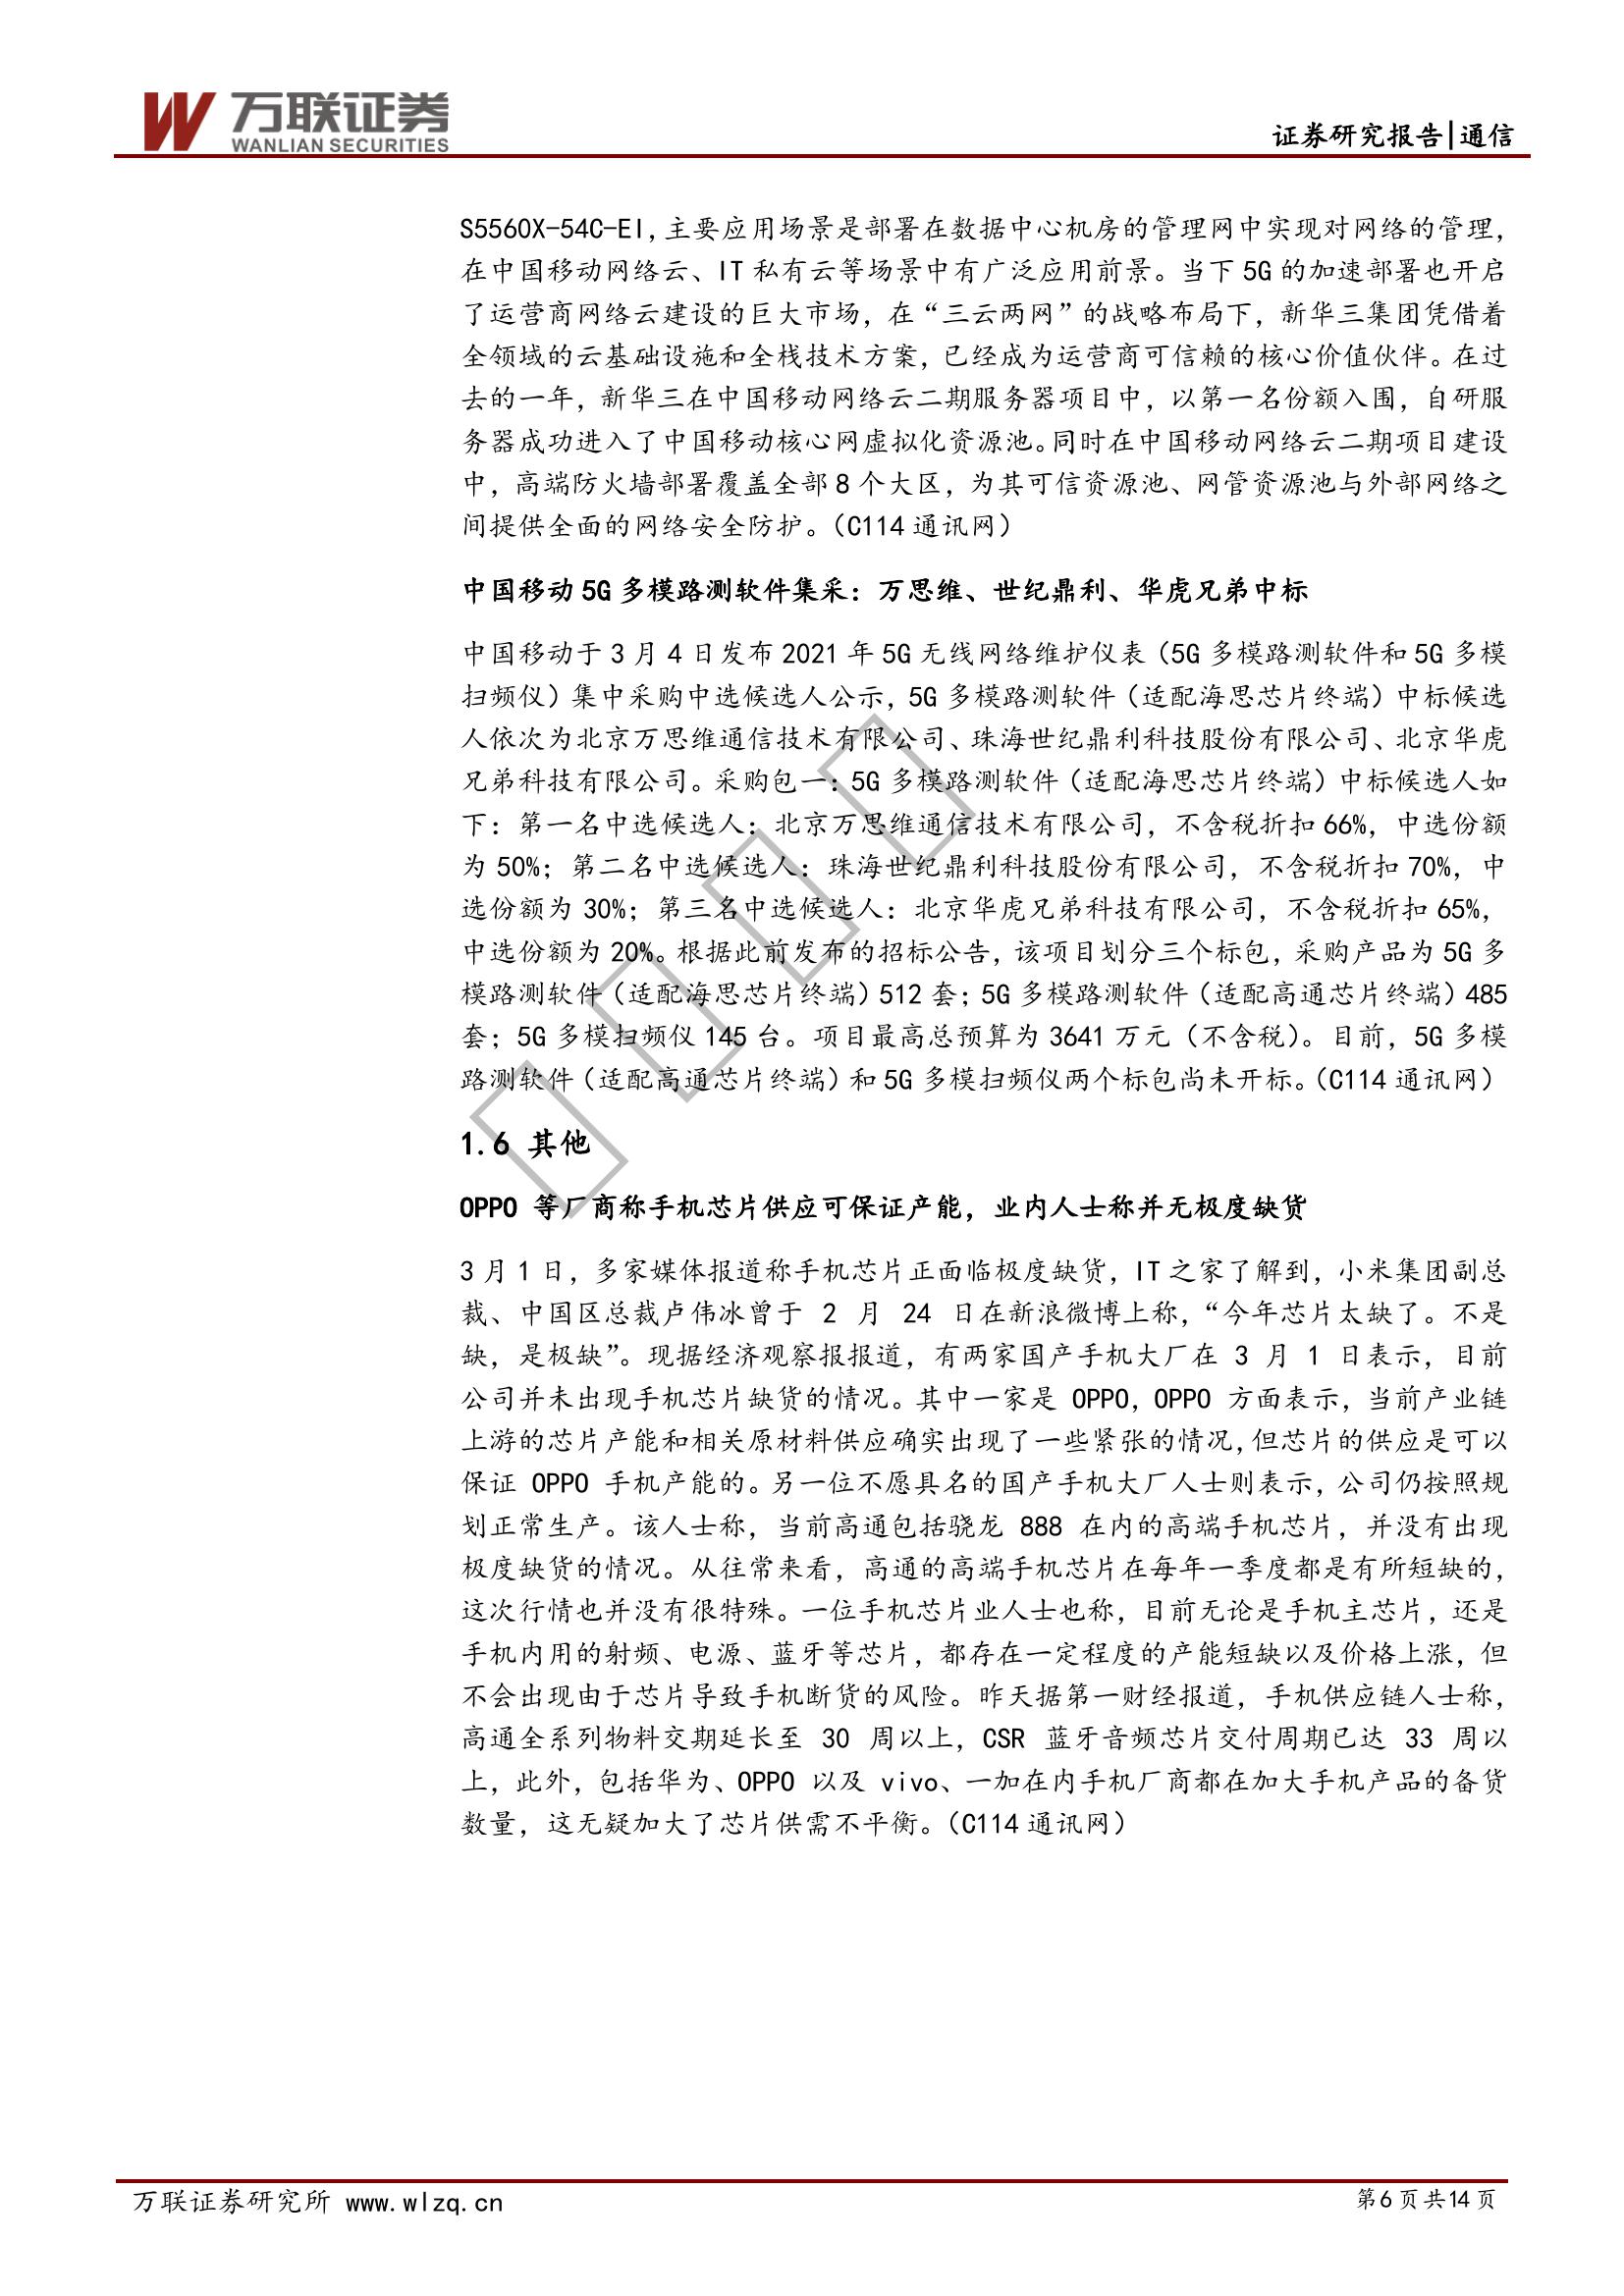 万联证券
WANLIAN SECURITIES
证券研究报告|通信
S5560X-54C-EI,主要应用场景是部署在数据中心机房的管理网中实现对网络的管理，
在中国移动网络云、IT 私有云等场景中有广泛应用前景。当下 5G 的加速部署也开启
了运营商网络云建设的巨大市场，在“三云两网”的战略布局下，新华三集团凭借着
全领域的云基础设施和全栈技术方案，已经成为运营商可信赖的核心价值伙伴。在过
去的一年，新华三在中国移动网络云二期服务器项目中，以第一名份额入围，自研服
务器成功进入了中国移动核心网虚拟化资源池。同时在中国移动网络云二期项目建设
中，高端防火墙部署覆盖全部 8 个大区，为其可信资源池、网管资源池与外部网络之
间提供全面的网络安全防护。（C114 通讯网）
中国移动 5G 多模路测软件集采：万思维、世纪鼎利、华虎兄弟中标
中国移动于 3 月 4 日发布 2021 年 5G 无线网络维护仪表（5G 多模路测软件和 5G 多模
扫频仪）集中采购中选候选人公示，5G 多模路测软件（适配海思芯片终端）中标候选
人依次为北京万思维通信技术有限公司、珠海世纪鼎利科技股份有限公司、北京华虎
兄弟科技有限公司。采购包一：5G 多模路测软件（适配海思芯片终端）中标候选人如
下：第一名中选候选人：北京万思维通信技术有限公司，不含税折扣 66%，中选份额
为 50%；第二名中选候选人：珠海世纪鼎利科技股份有限公司，不含税折扣 70%，中
选份额为 30%；第三名中选候选人：北京华虎兄弟科技有限公司，不含税折扣 65%，
中选份额为 20%。根据此前发布的招标公告，该项目划分三个标包，采购产品为 5G 多
模路测软件（适配海思芯片终端）512 套；5G 多模路测软件（适配高通芯片终端）485
套；5G 多模扫频仪 145 台。项目最高总预算为 3641 万元（不含税）。目前，5G 多模
路测软件（适配高通芯片终端）和 5G 多模扫频仪两个标包尚未开标。（C114 通讯网）
1.6 其他
OPPO 等厂商称手机芯片供应可保证产能，业内人士称并无极度缺货
3 月 1 日，多家媒体报道称手机芯片正面临极度缺货，IT 之家了解到，小米集团副总
裁、中国区总裁卢伟冰曾于 2 月 24 日在新浪微博上称，“今年芯片太缺了。不是
缺，是极缺”。现据经济观察报报道，有两家国产手机大厂在 3 月 1 日表示，目前
公司并未出现手机芯片缺货的情况。其中一家是 OPPO，OPPO 方面表示，当前产业链
上游的芯片产能和相关原材料供应确实出现了一些紧张的情况，但芯片的供应是可以
保证 OPPO 手机产能的。另一位不愿具名的国产手机大厂人士则表示，公司仍按照规
划正常生产。该人士称，当前高通包括骁龙 888 在内的高端手机芯片，并没有出现
极度缺货的情况。从往常来看，高通的高端手机芯片在每年一季度都是有所短缺的，
这次行情也并没有很特殊。一位手机芯片业人士也称，目前无论是手机主芯片，还是
手机内用的射频、电源、蓝牙等芯片，都存在一定程度的产能短缺以及价格上涨，但
不会出现由于芯片导致手机断货的风险。昨天据第一财经报道，手机供应链人士称，
高通全系列物料交期延长至 30 周以上，CSR 蓝牙音频芯片交付周期已达 33 周以
上，此外，包括华为、OPPO 以及 vivo、一加在内手机厂商都在加大手机产品的备货
数量，这无疑加大了芯片供需不平衡。（C114 通讯网）
万联证券研究所 www.wlzq.cn
第 6 页 共 14 页